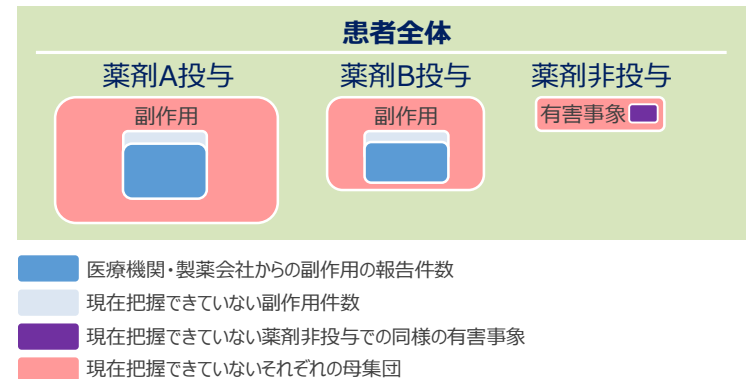 患者全体
薬剤A投与
薬剤B投与
薬剤非投与
副作用
副作用
有害事象
医療機関・製薬会社からの副作用の報告件数
現在把握できていない副作用件数
現在把握できていない薬剤非投与での同様の有害事象
現在把握できていないそれぞれの母集団